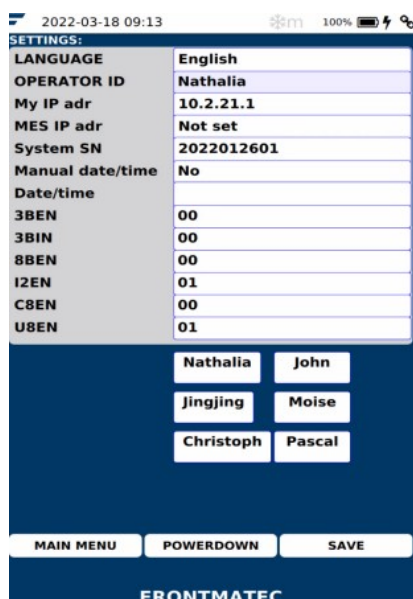 2022-03-18 09:13 m 100%
SETTINGS:
LANGUAGE English
OPERATOR ID Nathalia
My IP adr 10.2.21.1
MES IP adr Not set
System SN 2022012601
Manual date/time No
Date/time
3BEN 00
3BIN 00
8BEN 00
I2EN 01
C8EN 00
U8EN 01
Nathalia John
Jingjing Moise
Christoph Pascal
MAIN MENU POWERDOWN SAVE
FRONTMATEC